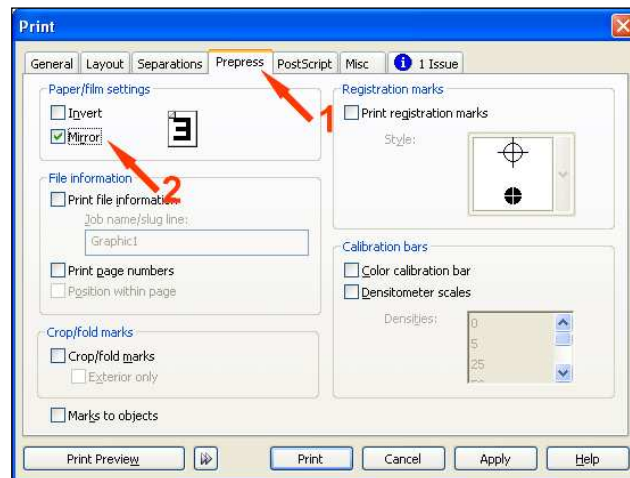 Print
General Layout Separations Prepress PostScript Misc 1 Issue
Paper/film settings
Invert
Mirror
1
2
File information
Print file information
Job name/slug line:
Graphic1
Print page numbers
Position within page
Crop/fold marks
Crop/fold marks
Exterior only
Marks to objects
Registration marks
Print registration marks
Style:
Calibration bars
Color calibration bar
Densitometer scales
Densities:
0
5
25
Print Preview Print Cancel Apply Help